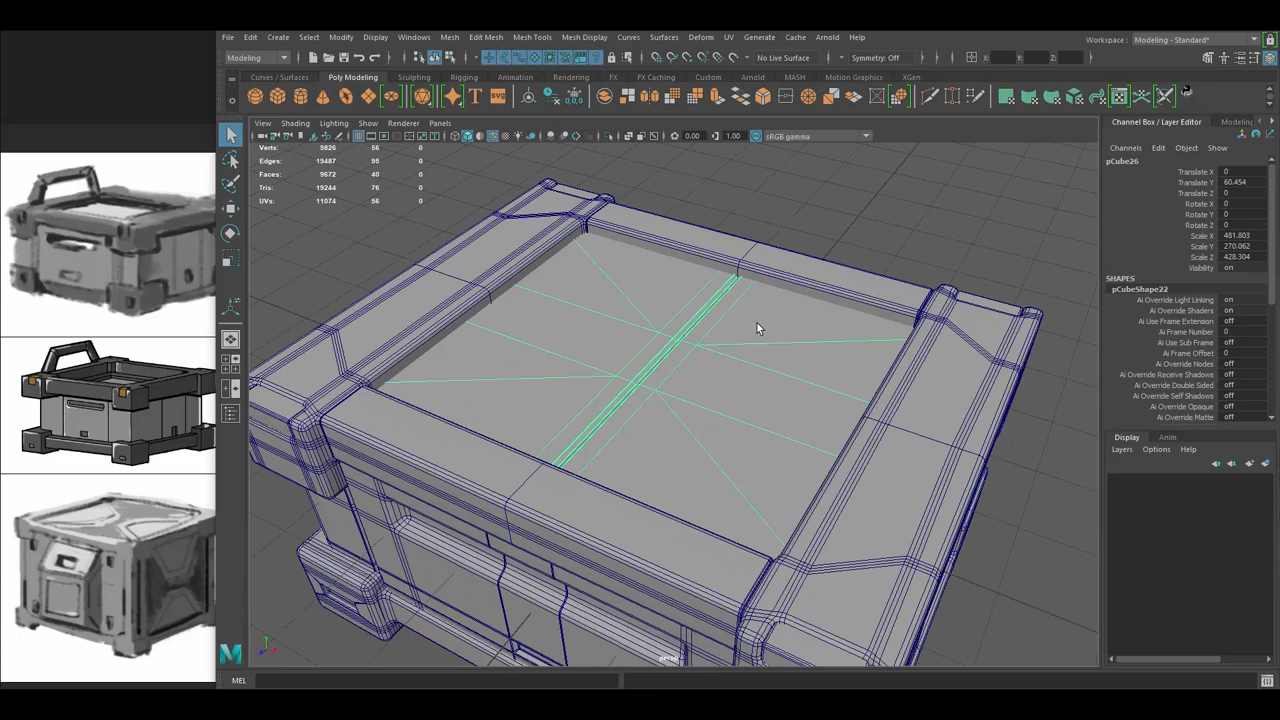 File Edit Create Select Modify Display Windows Mesh Edit Mesh Mesh Tools Mesh Display Curves Surfaces Deform UV Generate Cache Arnold Help
Workspace : Modeling - Standard*
Modeling
No Live Surface
Symmetry: Off
X: Y: Z:
Curves / Surfaces Poly Modeling Sculpting Rigging Animation Rendering FX FX Caching Custom Arnold MASH Motion Graphics XGen
T SVG 0,0,0
View Shading Lighting Show Renderer Panels
Channel Box / Layer Editor
0.00 1.00 sRGB gamma
Verts: 9826 56 0
Edges: 19487 95 0
Faces: 9672 40 0
Tris: 19244 76 0
UVs: 11074 56 0
Channels Edit Object Show
pCube26
Translate X 0
Translate Y 60.454
Translate Z 0
Rotate X 0
Rotate Y 0
Rotate Z 0
Scale X 481.803
Scale Y 270.062
Scale Z 428.304
Visibility on
SHAPES
pCubeShape22
Ai Override Light Linking on
Ai Override Shaders on
Ai Use Frame Extension off
Ai Frame Number 0
Ai Use Sub Frame off
Ai Frame Offset 0
Ai Override Nodes off
Ai Override Receive Shadows off
Ai Override Double Sided off
Ai Override Self Shadows off
Ai Override Opaque off
Ai Override Matte off
Display Anim
Layers Options Help
MEL